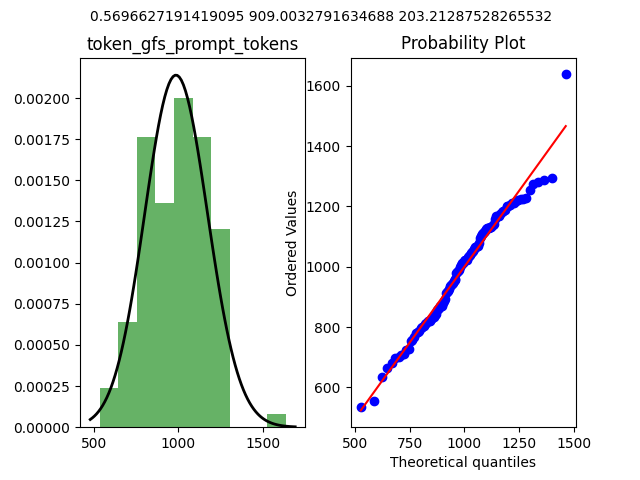 0.5696627191419095 909.0032791634688 203.21287528265532
token_gfs_prompt_tokens
0.00200
0.00175
0.00150
0.00125
0.00100
0.00075
0.00050
0.00025
0.00000
500 1000 1500
Probability Plot
Ordered Values
1600
1400
1200
1000
800
600
500 750 1000 1250 1500
Theoretical quantiles